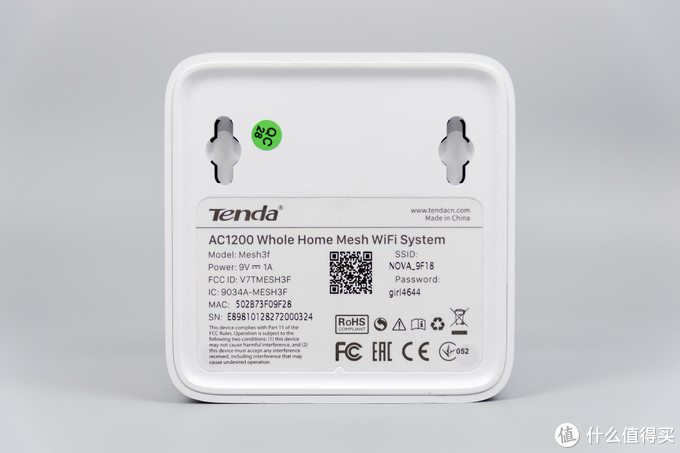 QC
28
Tenda®
www.tendacn.com
Made in China
AC1200 Whole Home Mesh WiFi System
Model: Mesh3f
SSID:
Power: 9V⎓1A
NOVA_9F18
FCC ID: V7TMESH3F
Password:
IC: 9034A-MESH3F
girl4644
MAC: 502B73F09F28
SN: E89810128272000324
This device complies with Part 15 of the
FCC Rules. Operation is subject to the
following two conditions: (1) this device
may not cause harmful interference, and (2)
this device must accept any interference
received, including interference that may
cause undesired operation.
RoHS
COMPLIANT
FC EAC CE 052
值 什么值得买